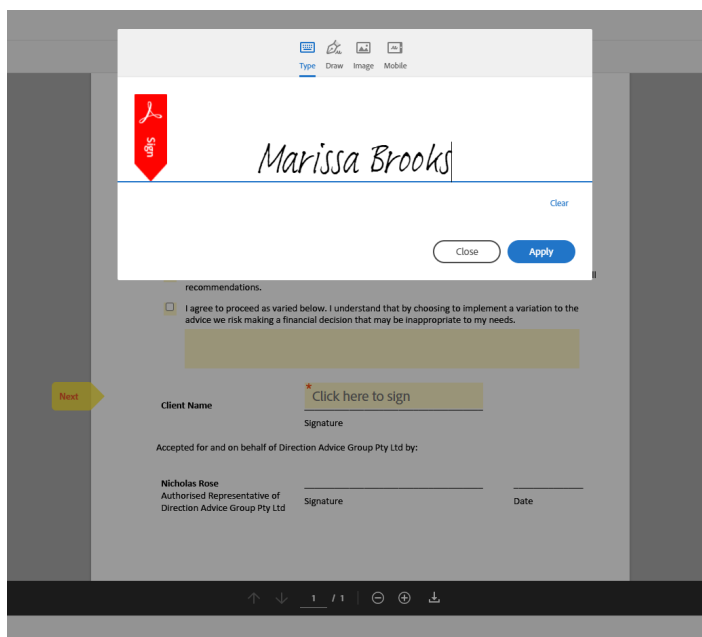 Type Draw Image Mobile
Sign
Marissa Brooks
Clear
Close Apply
recommendations.
I agree to proceed as varied below. I understand that by choosing to implement a variation to the
advice we risk making a financial decision that may be inappropriate to my needs.
Next
* Click here to sign
Client Name
Signature
Accepted for and on behalf of Direction Advice Group Pty Ltd by:
Nicholas Rose
Authorised Representative of
Direction Advice Group Pty Ltd
Signature Date
1 / 1